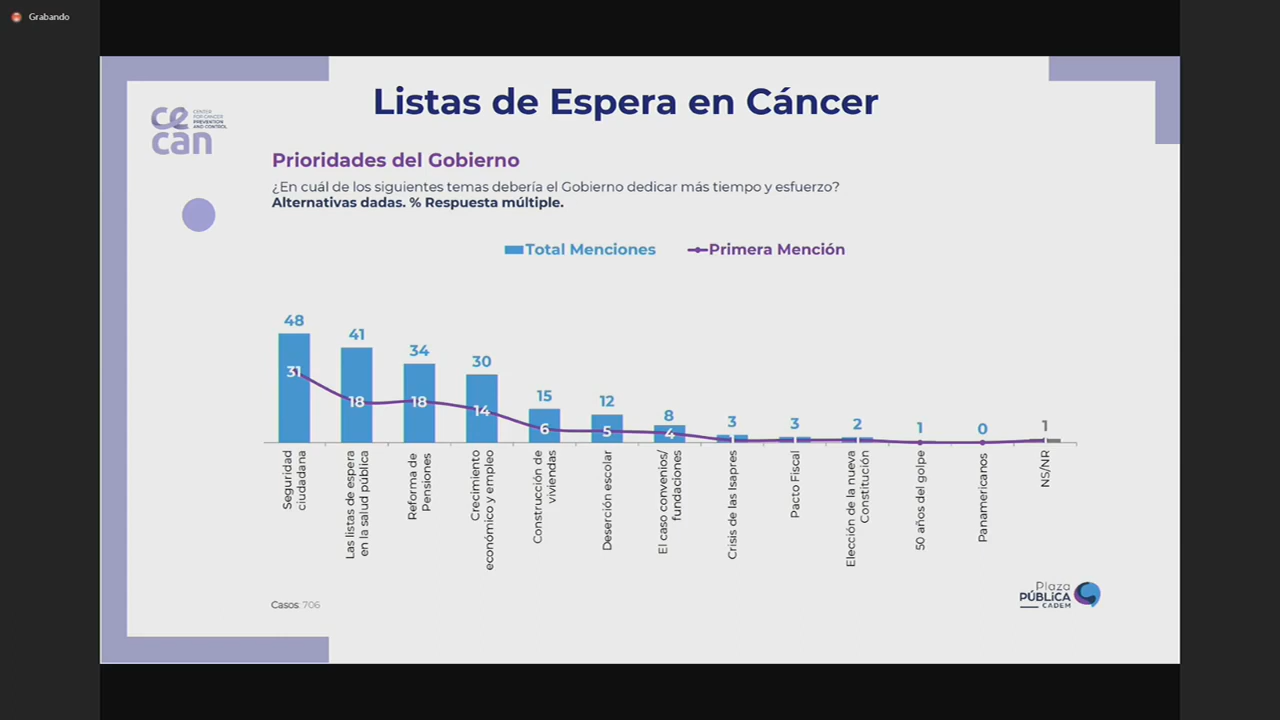 Grabando
Listas de Espera en Cáncer
ce
can
CENTER
FOR CANCER
PREVENTION
AND CONTROL
Prioridades del Gobierno
¿En cuál de los siguientes temas debería el Gobierno dedicar más tiempo y esfuerzo?
Alternativas dadas. % Respuesta múltiple.
Total Menciones
Primera Mención
48
41
34
30
15
12
8
3
3
2
1
0
1
31
18
18
14
6
5
4
Seguridad
ciudadana
Las listas de espera
en la salud pública
Reforma de
Pensiones
Crecimiento
económico y empleo
Construcción de
viviendas
Deserción escolar
El caso convenios/
fundaciones
Crisis de las Isapres
Pacto Fiscal
Elección de la nueva
Constitución
50 años del golpe
Panamericanos
NS/NR
Casos: 706
Plaza
PÚBLiCA
CADEM